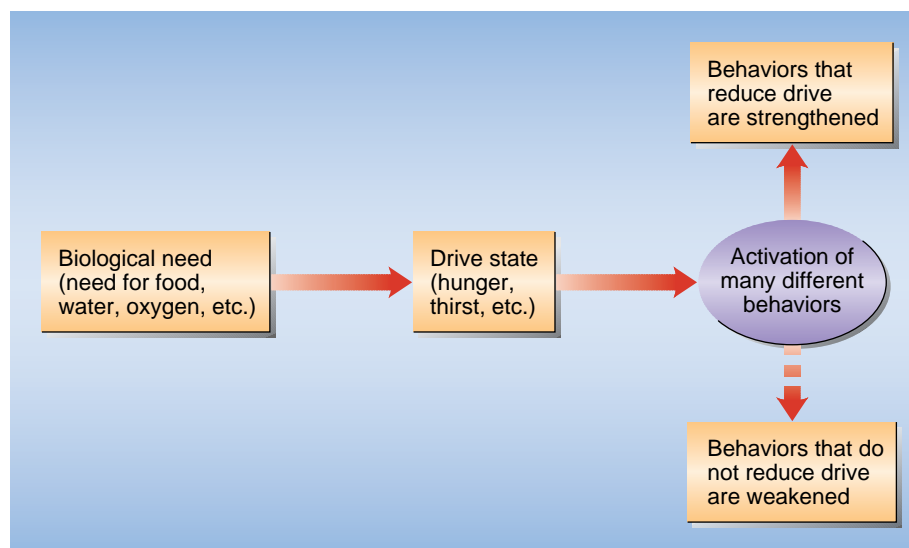 Biological need
(need for food,
water, oxygen, etc.)
Drive state
(hunger,
thirst, etc.)
Activation of
many different
behaviors
Behaviors that
reduce drive
are strengthened
Behaviors that do
not reduce drive
are weakened